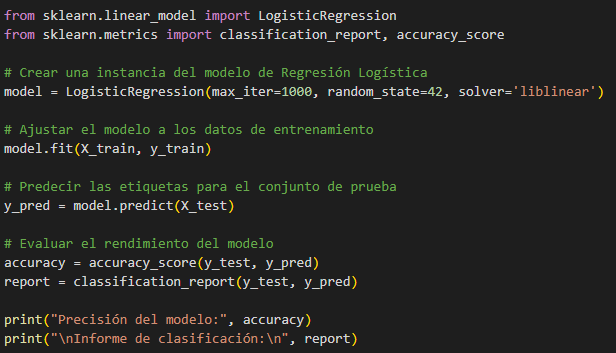 from sklearn.linear_model import LogisticRegression
from sklearn.metrics import classification_report, accuracy_score
# Crear una instancia del modelo de Regresión Logística
model = LogisticRegression(max_iter=1000, random_state=42, solver='liblinear')
# Ajustar el modelo a los datos de entrenamiento
model.fit(X_train, y_train)
# Predecir las etiquetas para el conjunto de prueba
y_pred = model.predict(X_test)
# Evaluar el rendimiento del modelo
accuracy = accuracy_score(y_test, y_pred)
report = classification_report(y_test, y_pred)
print("Precisión del modelo:", accuracy)
print("\nInforme de clasificación:\n", report)